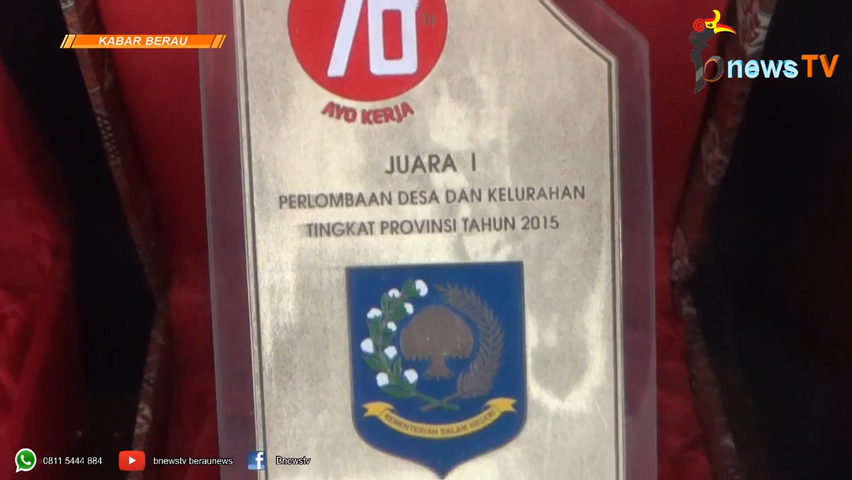 KABAR BERAU
bnewsTV
70TH
AYO KERJA
JUARA I
PERLOMBAAN DESA DAN KELURAHAN
TINGKAT PROVINSI TAHUN 2015
KEMENTERIAN DALAM NEGERI
0811 5444 884
bnewstv beraunews
Bnewstv